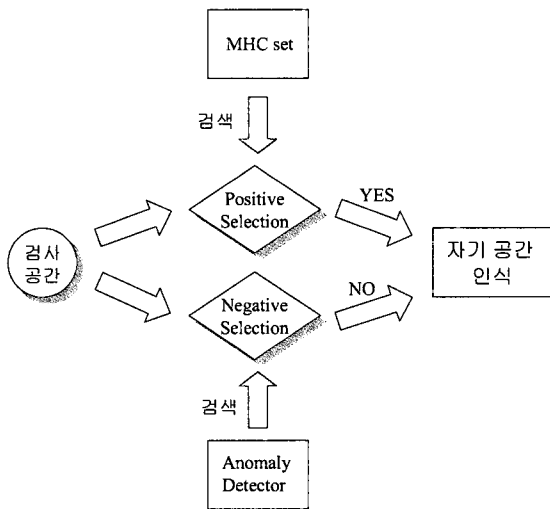 MHC set
검색
Positive
Selection
YES
검사
공간
자기 공간
인식
Negative
Selection
NO
검색
Anomaly
Detector